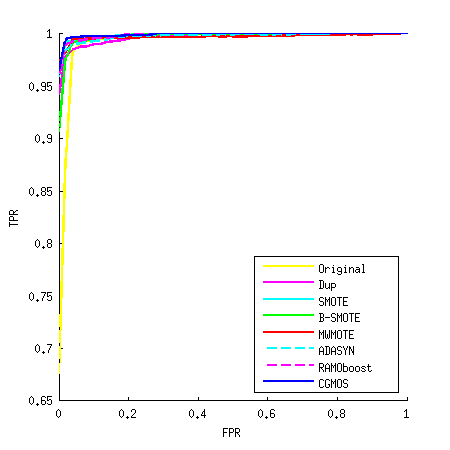 1
0.95
0.9
0.85
0.8
0.75
0.7
0.65
TPR
0 0.2 0.4 0.6 0.8 1
FPR
Original
Dup
SMOTE
B-SMOTE
MWMOTE
ADASYN
RAMOboost
CGMOS